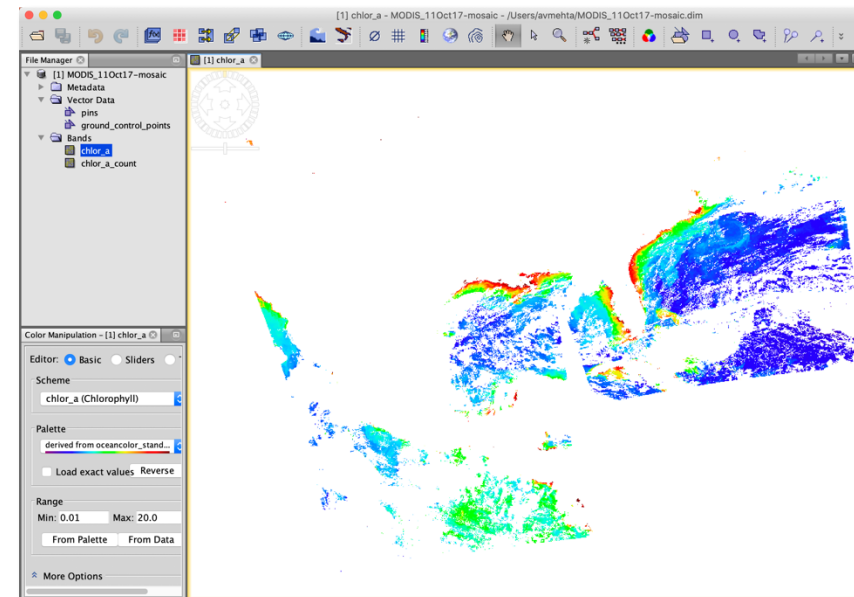 [1] chlor_a - MODIS_11Oct17-mosaic - /Users/avmehta/MODIS_11Oct17-mosaic.dim
File Manager
[1] chlor_a
[1] MODIS_11Oct17-mosaic
Metadata
Vector Data
pins
ground_control_points
Bands
chlor_a
chlor_a_count
Color Manipulation - [1] chlor_a
Editor: Basic Sliders
Scheme
chlor_a (Chlorophyll)
Palette
derived from oceancolor_stand...
Load exact values Reverse
Range
Min: 0.01 Max: 20.0
From Palette From Data
More Options